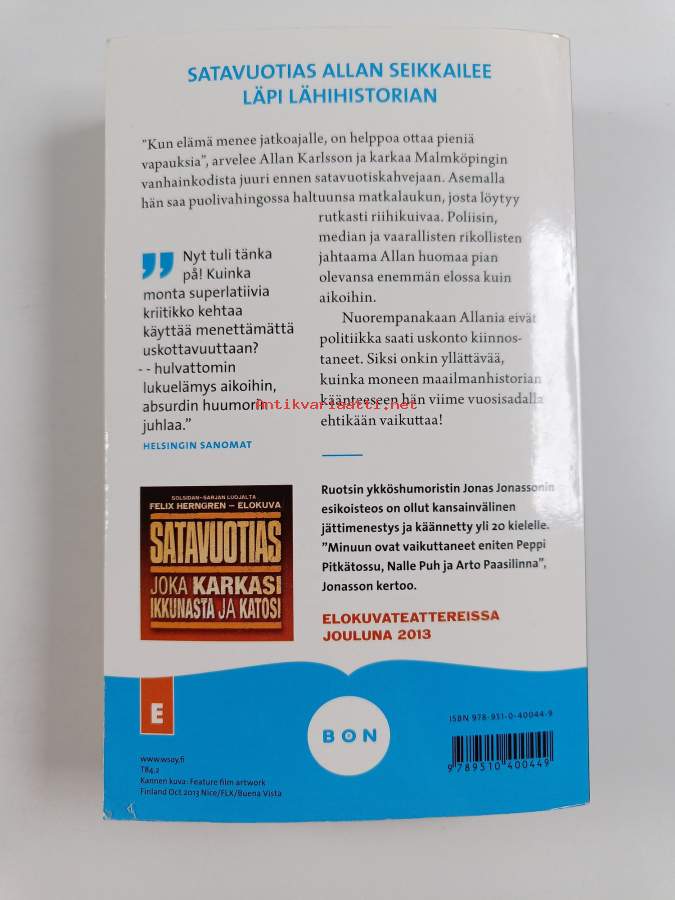 SATAVUOTIAS ALLAN SEIKKAILEE
LÄPI LÄHIHISTORIAN
”Kun elämä menee jatkoajalle, on helppoa ottaa pieniä
vapauksia”, arvelee Allan Karlsson ja karkaa Malmköpingin
vanhainkodista juuri ennen satavuotiskahvejaan. Asemalla
hän saa puolivahingossa haltuunsa matkalaukun, josta löytyy
rutkasti riihikuivaa. Poliisin,
median ja vaarallisten rikollisten
jahtaama Allan huomaa pian
olevansa enemmän elossa kuin
aikoihin.
Nuorempanakaan Allania eivät
politiikka saati uskonto kiinnos-
taneet. Siksi onkin yllättävää,
kuinka moneen maailmanhistorian
käänteeseen hän viime vuosisadalla
ehtikään vaikuttaa!
”
Nyt tuli tänka
på! Kuinka
monta superlatiivia
kriitikko kehtaa
käyttää menettämättä
uskottavuuttaan?
- - hulvattomin
lukuelämys aikoihin,
absurdin huumorin
juhlaa.”
HELSINGIN SANOMAT
Antikvariaatti.net
SOLSIDAN-SARJAN LUOJALTA
FELIX HERNGREN – ELOKUVA
SATAVUOTIAS
JOKA KARKASI
IKKUNASTA JA KATOSI
Ruotsin ykköshumoristin Jonas Jonassonin
esikoisteos on ollut kansainvälinen
jättimenestys ja käännetty yli 20 kielelle.
”Minuun ovat vaikuttaneet eniten Peppi
Pitkätossu, Nalle Puh ja Arto Paasilinna”,
Jonasson kertoo.
ELOKUVATEATTEREISSA
JOULUNA 2013
E
BON
www.wsoy.fi
T84.2
Kannen kuva: Feature film artwork
Finland Oct 2013 Nice/FLX/Buena Vista
ISBN 978-951-0-40044-9
9789510400449